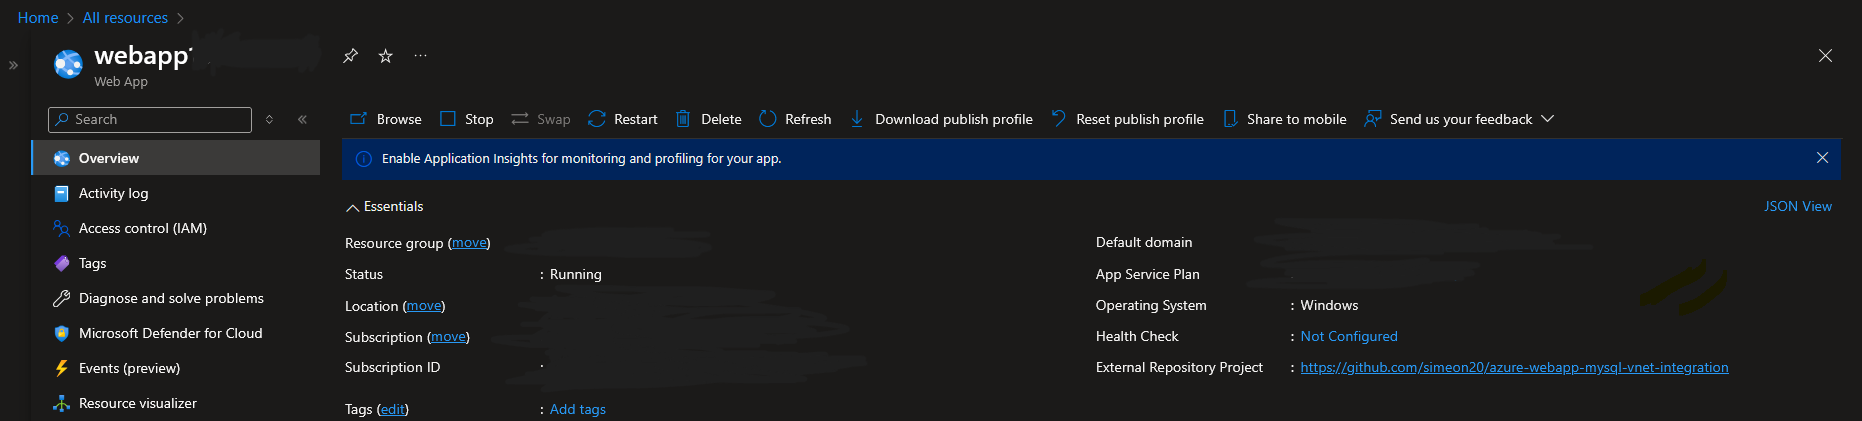 Home > All resources >
webapp
Web App
Search
Overview
Activity log
Access control (IAM)
Tags
Diagnose and solve problems
Microsoft Defender for Cloud
Events (preview)
Resource visualizer
Browse Stop Swap Restart Delete Refresh Download publish profile Reset publish profile Share to mobile Send us your feedback
Enable Application Insights for monitoring and profiling for your app.
Essentials
JSON View
Resource group (move)
Status : Running
Location (move)
Subscription (move)
Subscription ID
Tags (edit) : Add tags
Default domain
App Service Plan
Operating System : Windows
Health Check : Not Configured
External Repository Project : https://github.com/simeon20/azure-webapp-mysql-vnet-integration